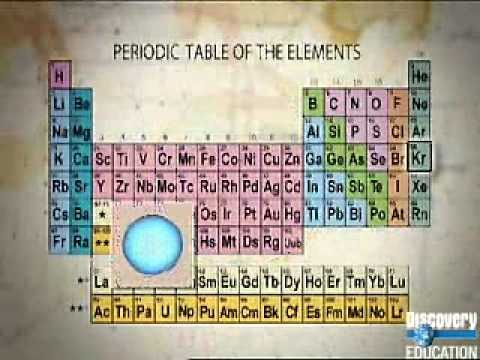 PERIODIC TABLE OF THE ELEMENTS
H He
Li Be B C N O F Ne
Na Mg Al Si P S Cl Ar
K Ca Sc Ti V Cr Mn Fe Co Ni Cu Zn Ga Ge As Se Br Kr
Rb Sr Y Zr Nb Mo Tc Ru Rh Pd Ag Cd In Sn Sb Te I Xe
Cs Ba * Os Ir Pt Au Hg Tl Pb Bi Po At Rn
Fr Ra ** Hs Mt Ds Rg Uub
* La Sm Eu Gd Tb Dy Ho Er Tm Yb Lu
** Ac Th Pa U Np Pu Am Cm Bk Cf Es Fm Md No Lr
Discovery
EDUCATION